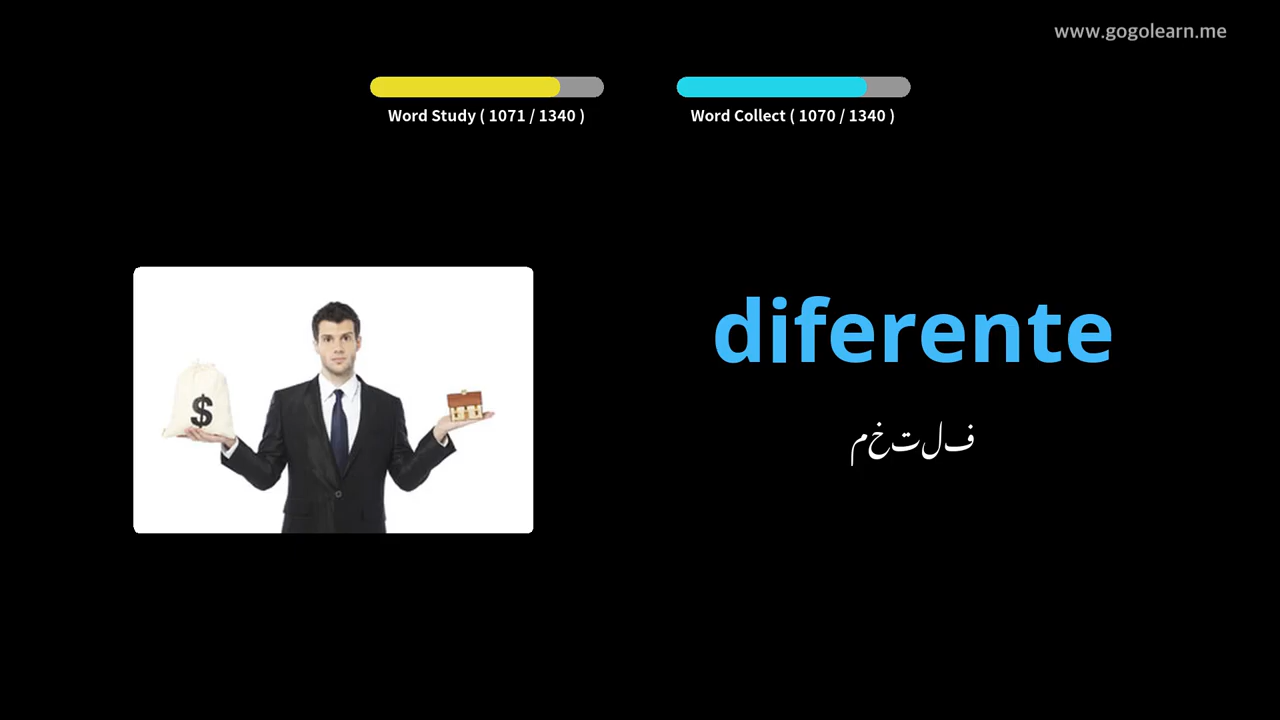 www.gogolearn.me
Word Study ( 1071 / 1340 )
Word Collect ( 1070 / 1340 )
$
diferente
مختلف